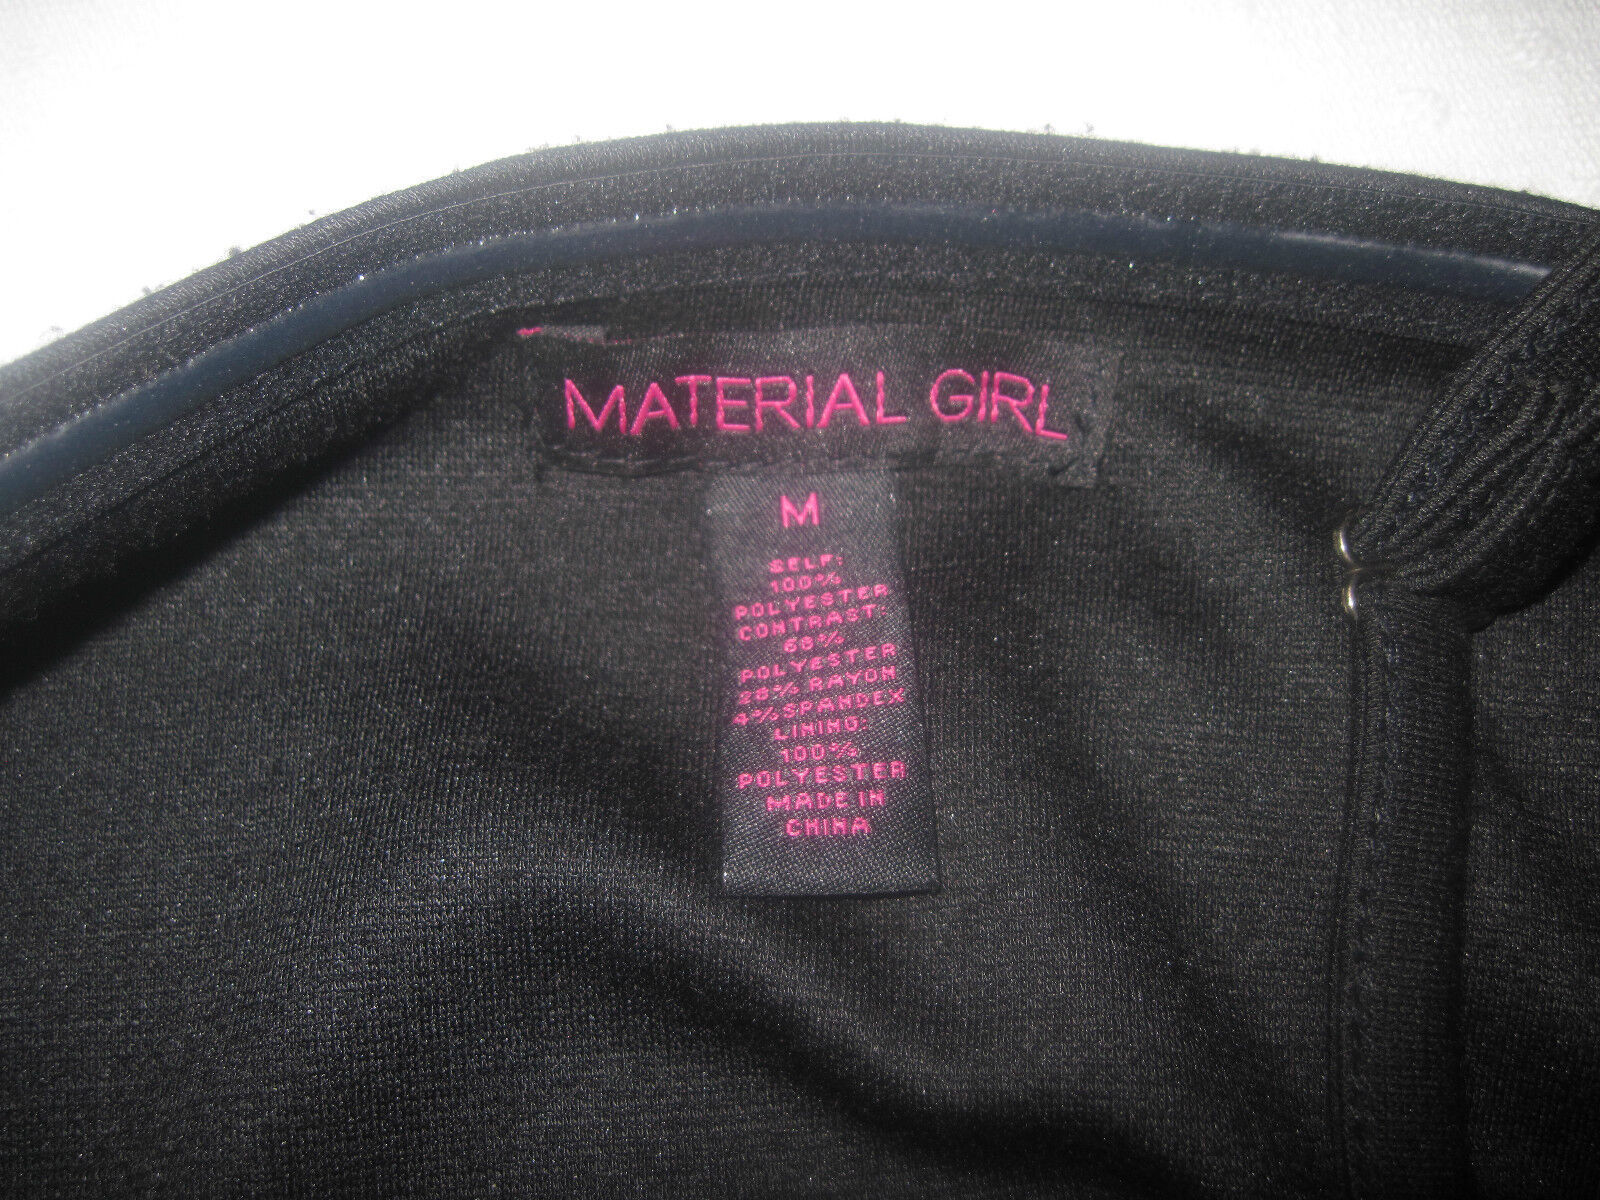 MATERIAL GIRL
M
SELF:
100%
POLYESTER
CONTRAST:
68%
POLYESTER
28% RAYON
4% SPANDEX
LINING:
100%
POLYESTER
MADE IN
CHINA